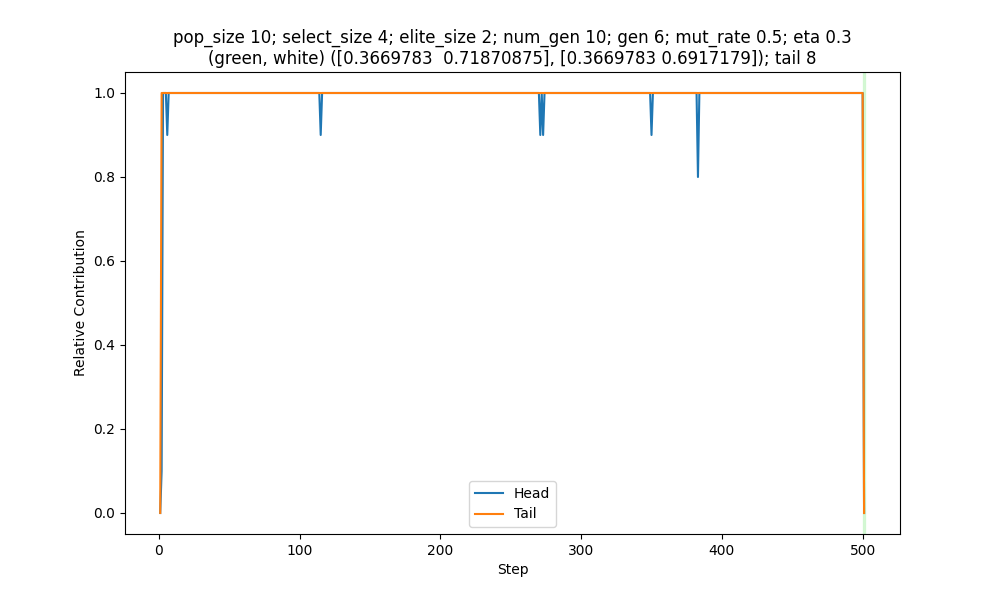 pop_size 10; select_size 4; elite_size 2; num_gen 10; gen 6; mut_rate 0.5; eta 0.3
(green, white) ([0.3669783  0.71870875], [0.3669783 0.6917179]); tail 8
1.0
0.8
0.6
0.4
0.2
0.0
Relative Contribution
Head
Tail
0
100
200
300
400
500
Step